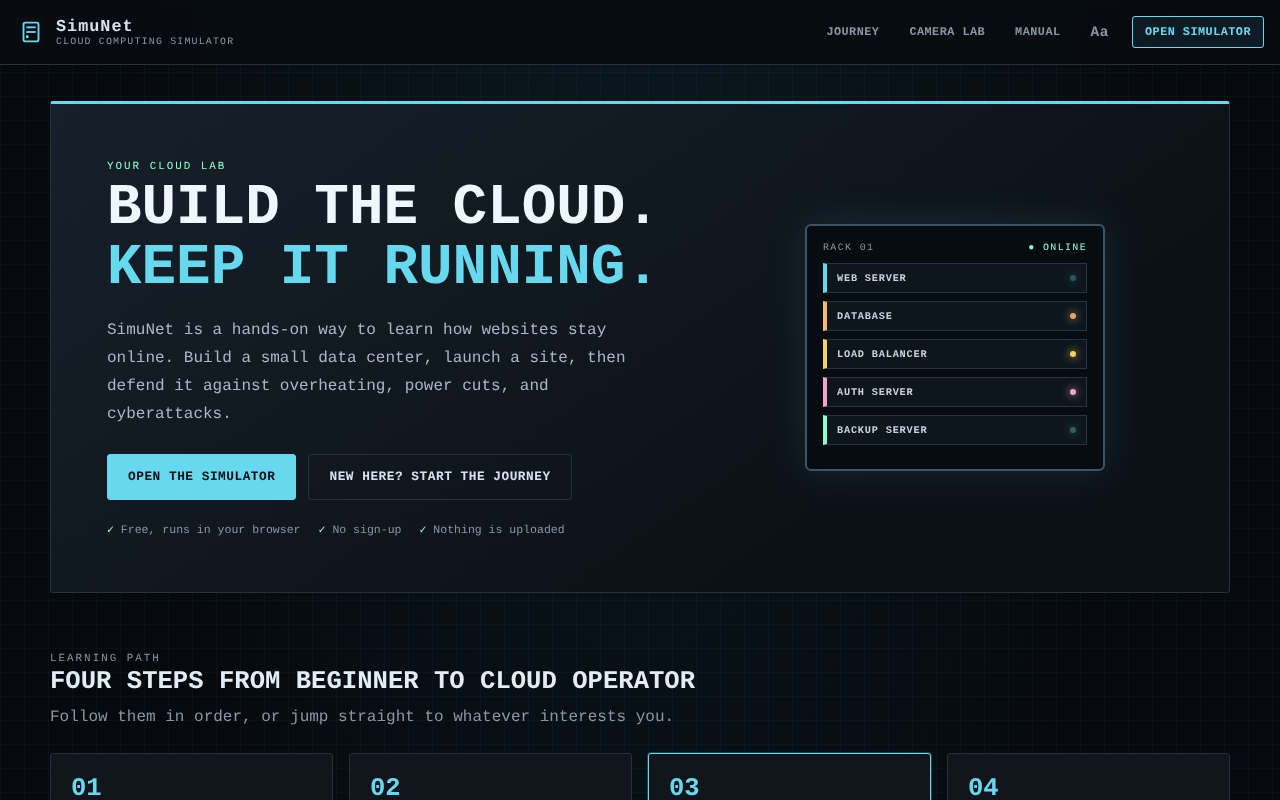 SimuNet
CLOUD COMPUTING SIMULATOR
JOURNEY
CAMERA LAB
MANUAL
Aa
OPEN SIMULATOR
YOUR CLOUD LAB
BUILD THE CLOUD.
KEEP IT RUNNING.
SimuNet is a hands-on way to learn how websites stay
online. Build a small data center, launch a site, then
defend it against overheating, power cuts, and
cyberattacks.
OPEN THE SIMULATOR
NEW HERE? START THE JOURNEY
✓ Free, runs in your browser
✓ No sign-up
✓ Nothing is uploaded
RACK 01
● ONLINE
WEB SERVER
DATABASE
LOAD BALANCER
AUTH SERVER
BACKUP SERVER
LEARNING PATH
FOUR STEPS FROM BEGINNER TO CLOUD OPERATOR
Follow them in order, or jump straight to whatever interests you.
01
02
03
04